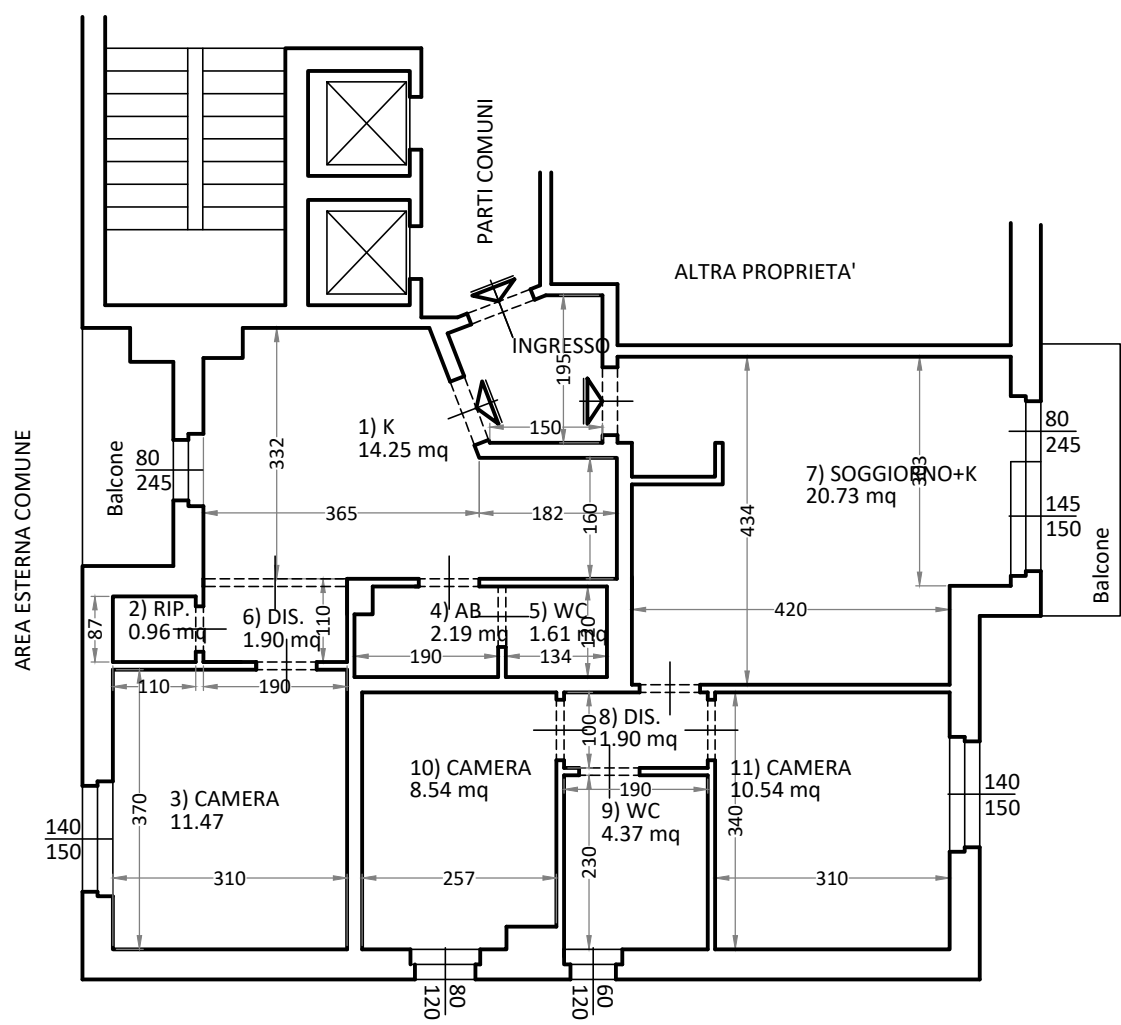 PARTI COMUNI
ALTRA PROPRIETA'
INGRESSO
195
150
1) K
14.25 mq
332
365
182
160
80
245
Balcone
AREA ESTERNA COMUNE
7) SOGGIORNO+K
20.73 mq
303
434
420
80
245
145
150
Balcone
2) RIP.
0.96 mq
87
110
6) DIS.
1.90 mq
110
190
4) AB
2.19 mq
190
5) WC
1.61 mq
120
134
3) CAMERA
11.47
370
310
140
150
10) CAMERA
8.54 mq
257
80
120
8) DIS.
1.90 mq
100
190
9) WC
4.37 mq
230
60
120
11) CAMERA
10.54 mq
340
310
140
150